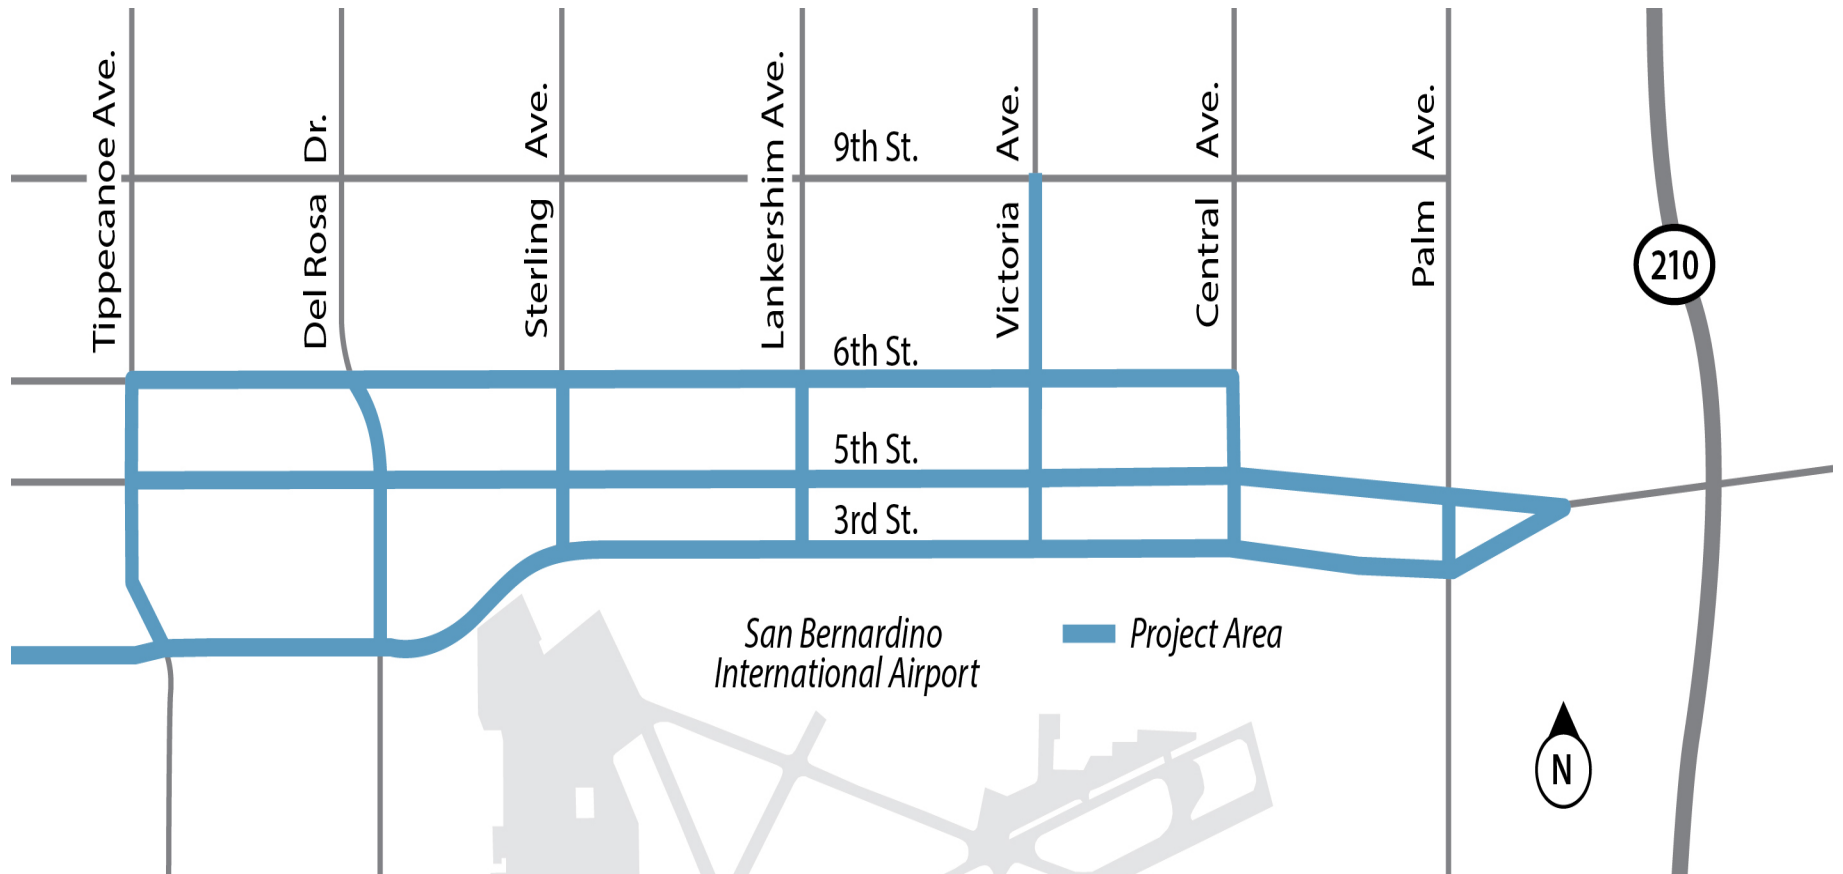 Tippecanoe Ave.
Del Rosa Dr.
Sterling Ave.
Lankershim Ave.
Victoria Ave.
Central Ave.
Palm Ave.
9th St.
210
6th St.
5th St.
3rd St.
San Bernardino
International Airport
Project Area
N